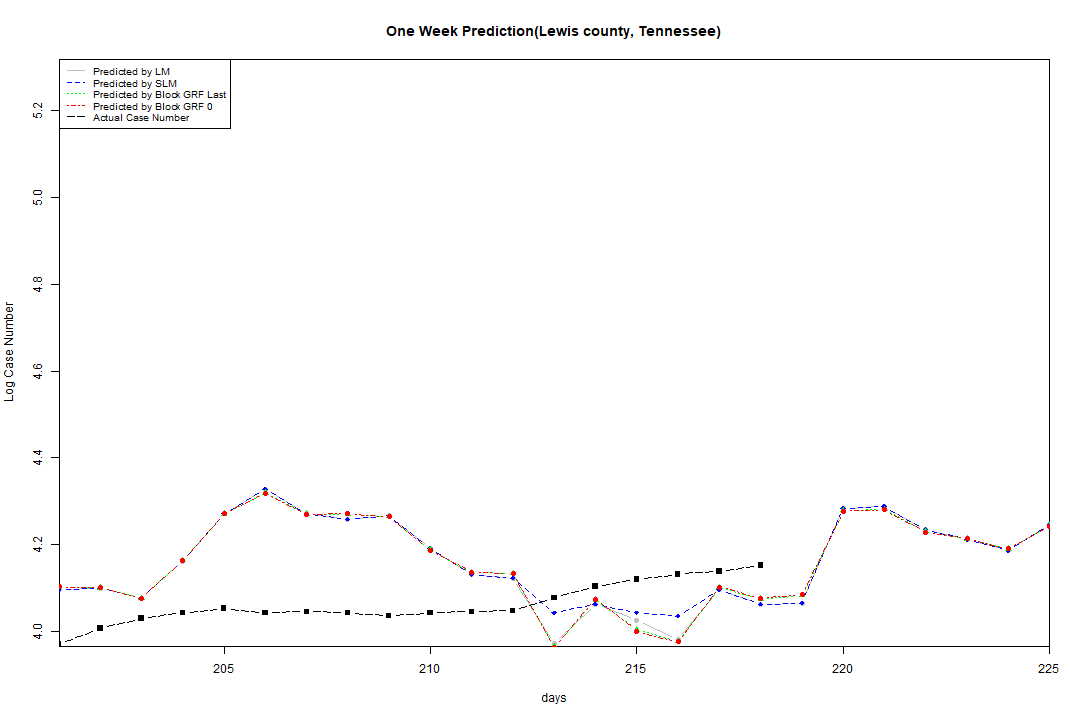 One Week Prediction(Lewis county, Tennessee)
Predicted by LM
Predicted by SLM
Predicted by Block GRF Last
Predicted by Block GRF 0
Actual Case Number
5.2
5.0
4.8
4.6
4.4
4.2
4.0
Log Case Number
205 210 215 220 225
days